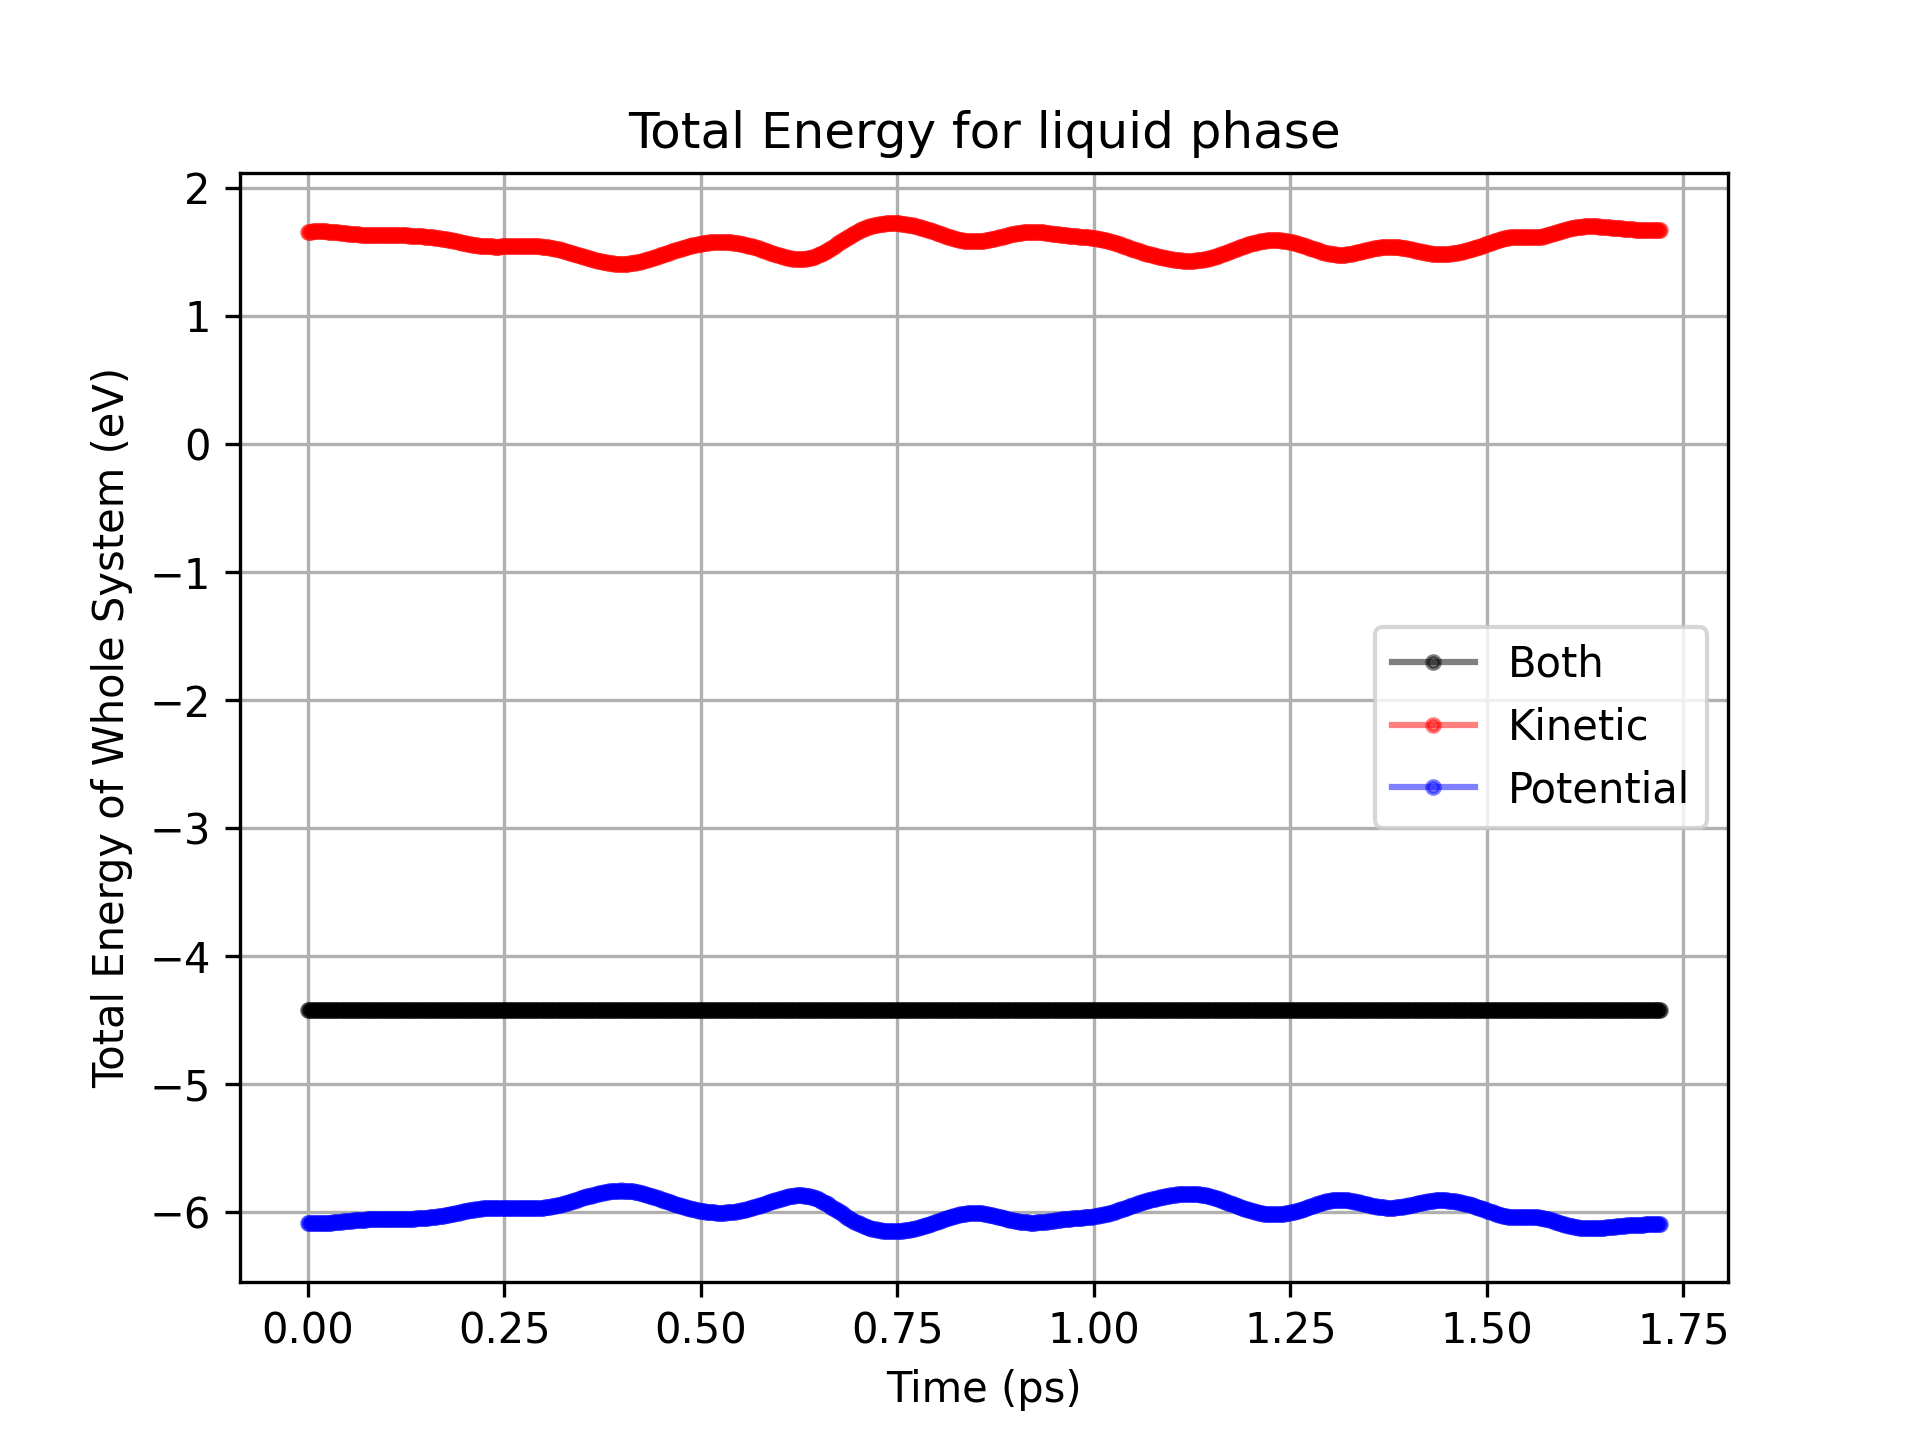 Total Energy for liquid phase
Total Energy of Whole System (eV)
2
1
0
−1
−2
−3
−4
−5
−6
Both
Kinetic
Potential
0.00 0.25 0.50 0.75 1.00 1.25 1.50 1.75
Time (ps)